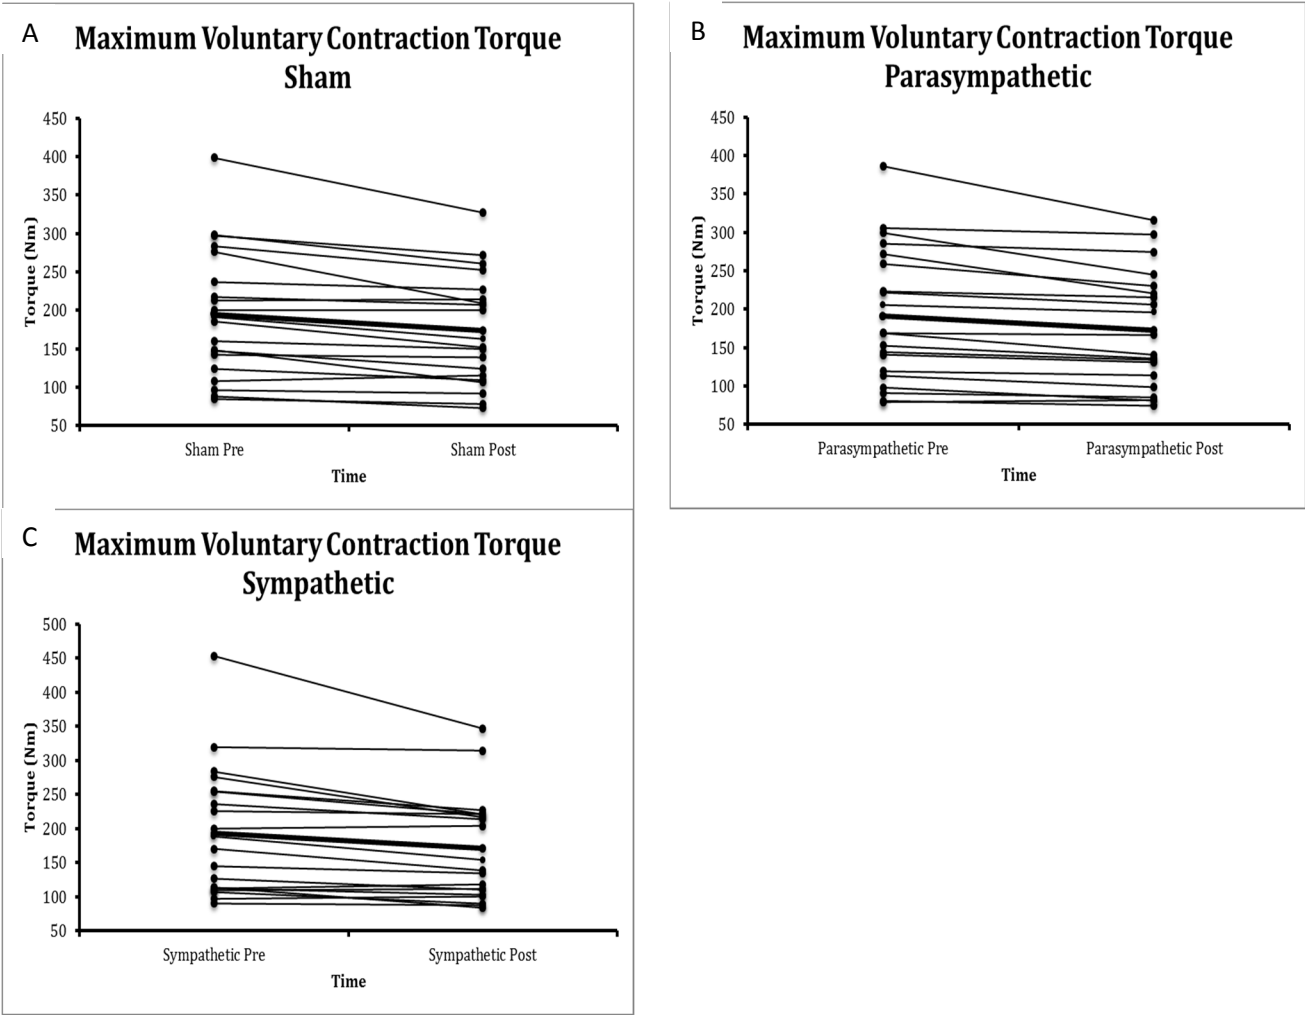 A
Maximum Voluntary Contraction Torque
Sham
450
400
350
300
250
200
150
100
50
Torque (Nm)
Sham Pre
Sham Post
Time
B
Maximum Voluntary Contraction Torque
Parasympathetic
450
400
350
300
250
200
150
100
50
Torque (Nm)
Parasympathetic Pre
Parasympathetic Post
Time
C
Maximum Voluntary Contraction Torque
Sympathetic
500
450
400
350
300
250
200
150
100
50
Torque (Nm)
Sympathetic Pre
Sympathetic Post
Time